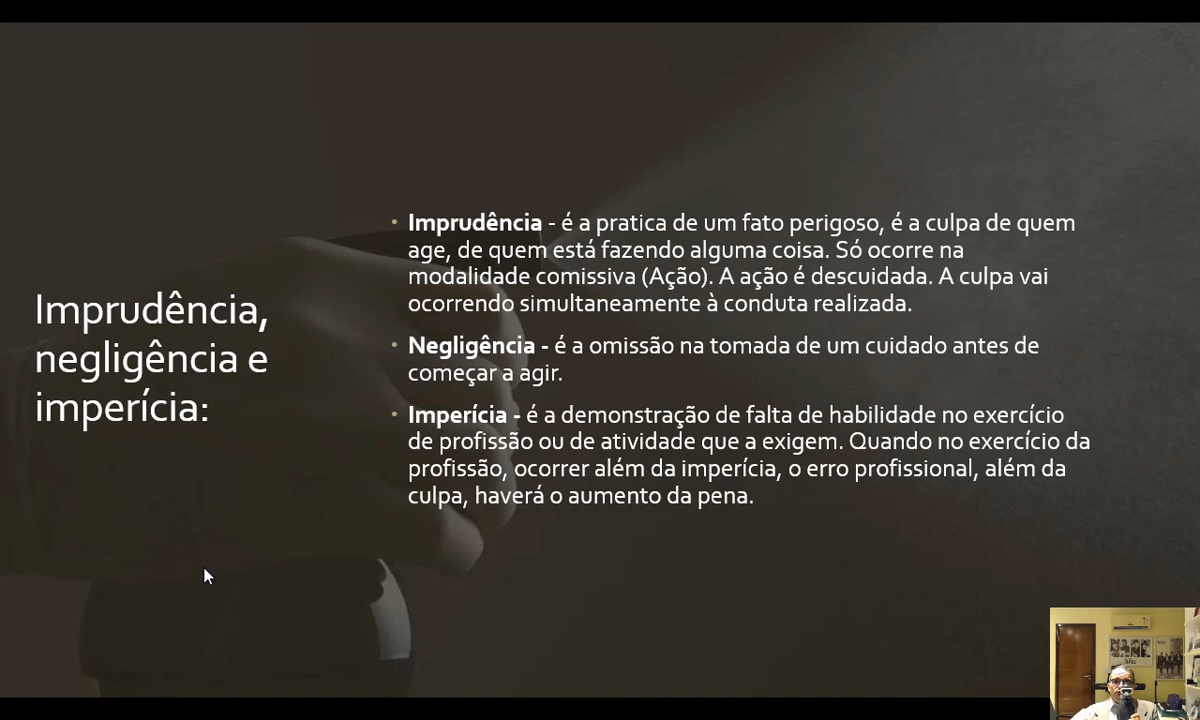 Imprudência,
negligência e
imperícia:
• Imprudência - é a pratica de um fato perigoso, é a culpa de quem
age, de quem está fazendo alguma coisa. Só ocorre na
modalidade comissiva (Ação). A ação é descuidada. A culpa vai
ocorrendo simultaneamente à conduta realizada.
• Negligência - é a omissão na tomada de um cuidado antes de
começar a agir.
• Imperícia - é a demonstração de falta de habilidade no exercício
de profissão ou de atividade que a exigem. Quando no exercício da
profissão, ocorrer além da imperícia, o erro profissional, além da
culpa, haverá o aumento da pena.